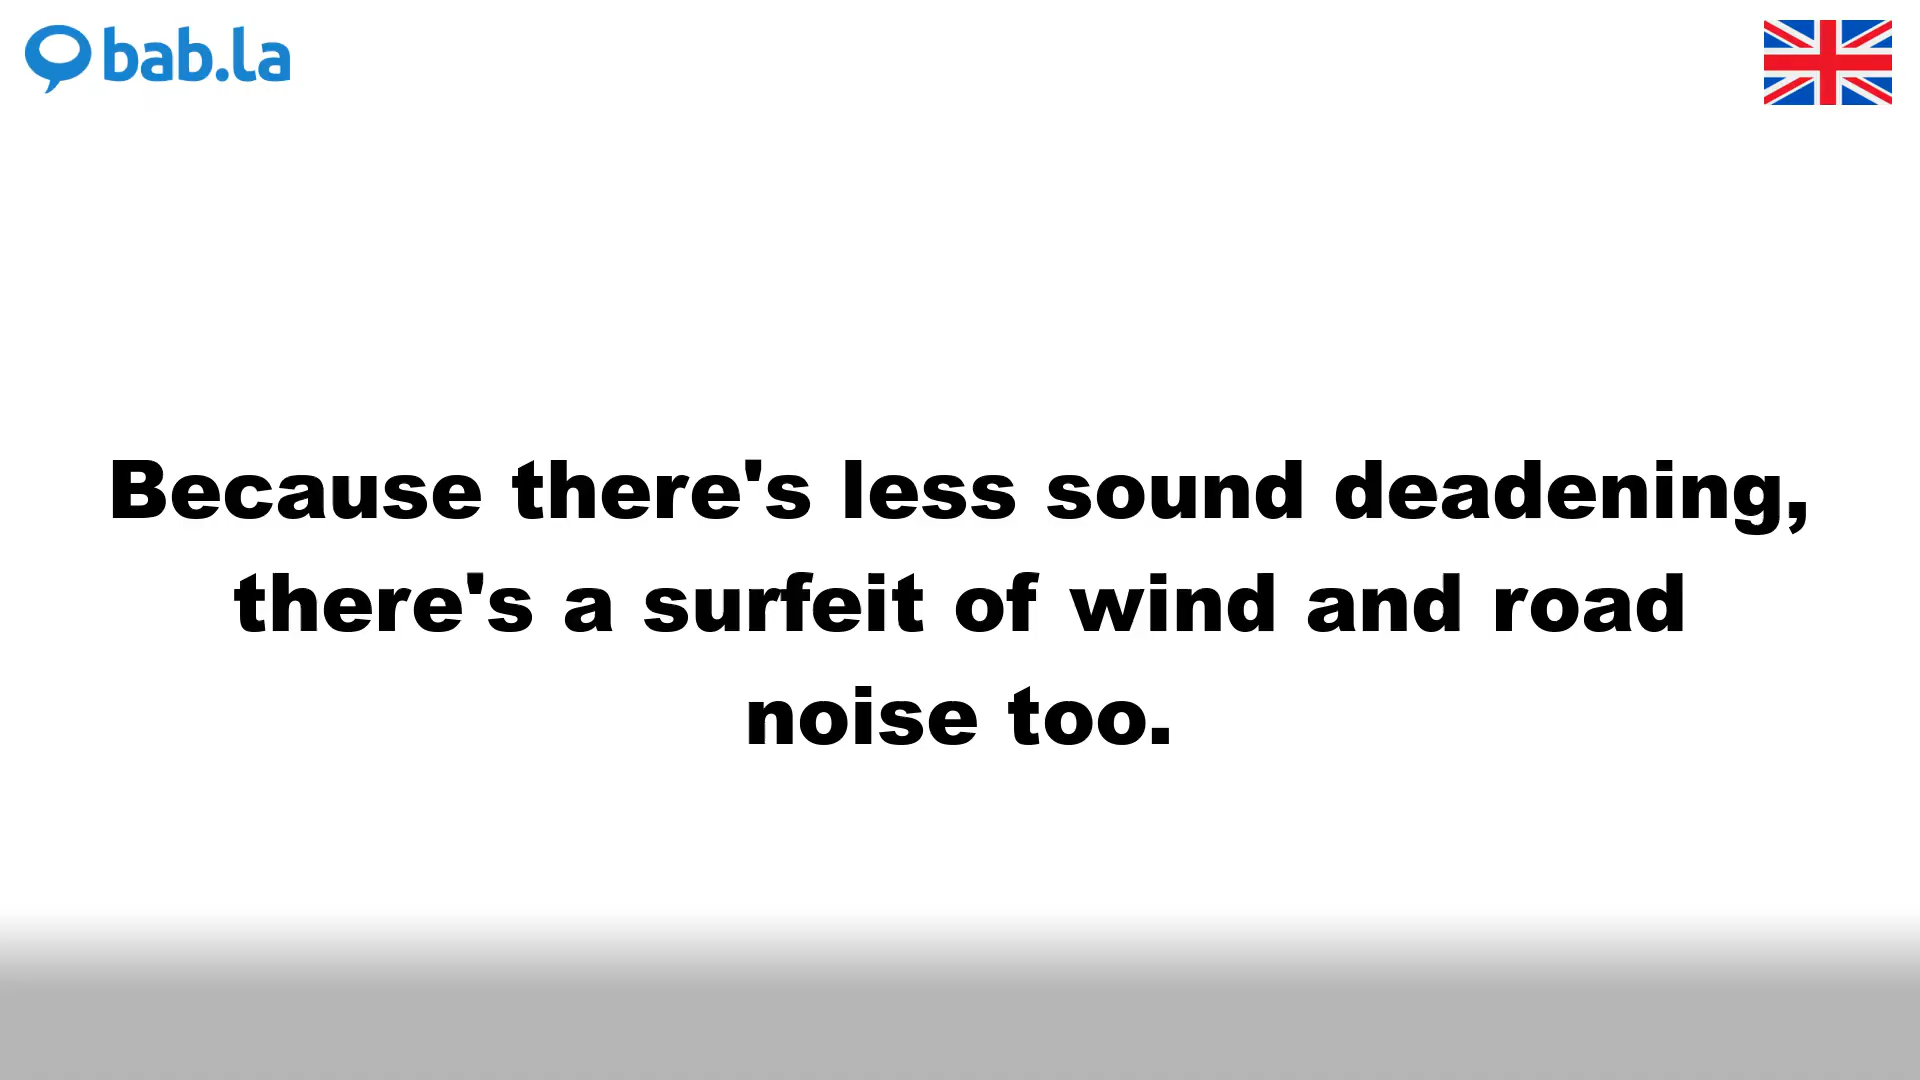 bab.la
Because there's less sound deadening,
there's a surfeit of wind and road
noise too.